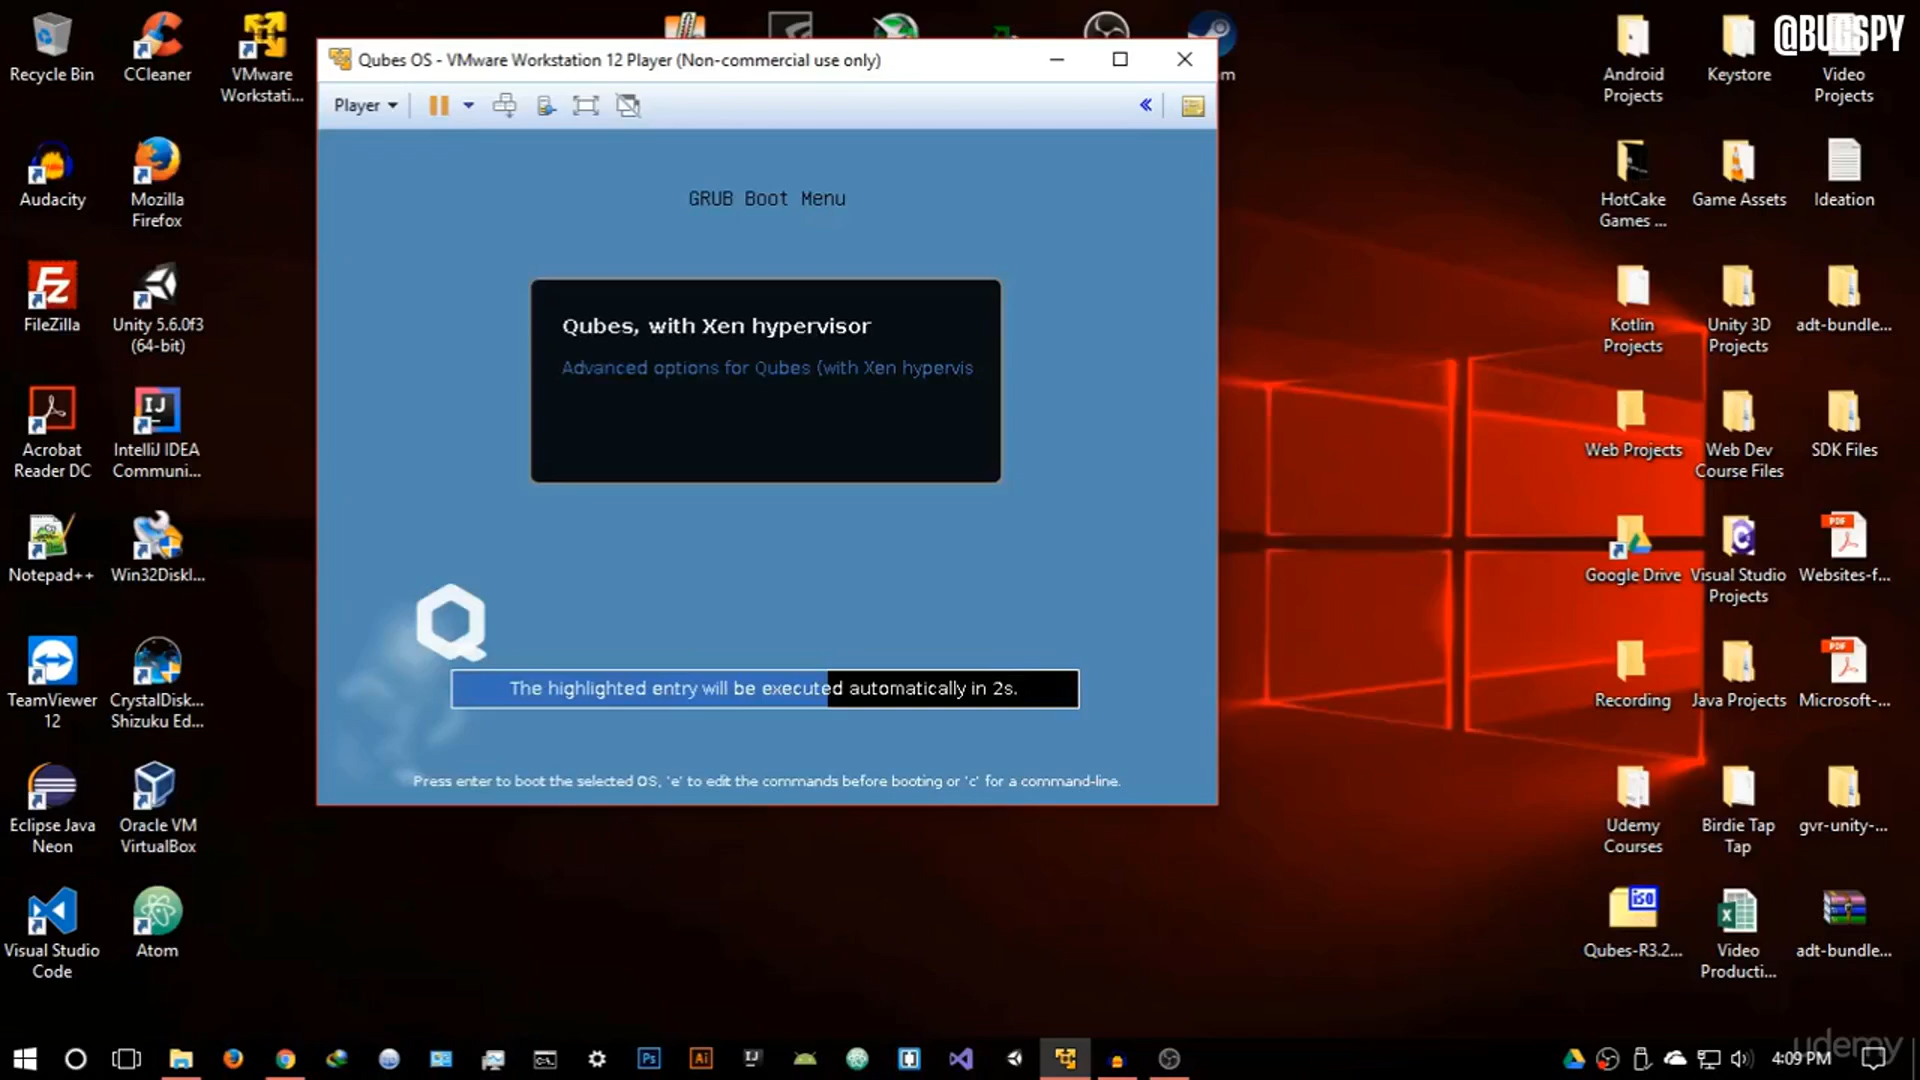 Recycle Bin
CCleaner
VMware
Workstati...
Audacity
Mozilla
Firefox
FileZilla
Unity 5.6.0f3
(64-bit)
Acrobat
Reader DC
IntelliJ IDEA
Communi...
Notepad++
Win32DiskI...
TeamViewer
12
CrystalDisk...
Shizuku Ed...
Eclipse Java
Neon
Oracle VM
VirtualBox
Visual Studio
Code
Atom
Qubes OS - VMware Workstation 12 Player (Non-commercial use only)
Player
GRUB Boot Menu
Qubes, with Xen hypervisor
Advanced options for Qubes (with Xen hypervis
The highlighted entry will be executed automatically in 2s.
Press enter to boot the selected OS, 'e' to edit the commands before booting or 'c' for a command-line.
@BUGSPY
Android
Projects
Keystore
Video
Projects
HotCake
Games ...
Game Assets
Ideation
Kotlin
Projects
Unity 3D
Projects
adt-bundle...
Web Projects
Web Dev
Course Files
SDK Files
Google Drive
Visual Studio
Projects
PDF
Websites-f...
Recording
Java Projects
PDF
Microsoft-...
Udemy
Courses
Birdie Tap
Tap
gvr-unity-...
ISO
Qubes-R3.2...
Video
Producti...
adt-bundle...
udemy
4:09 PM